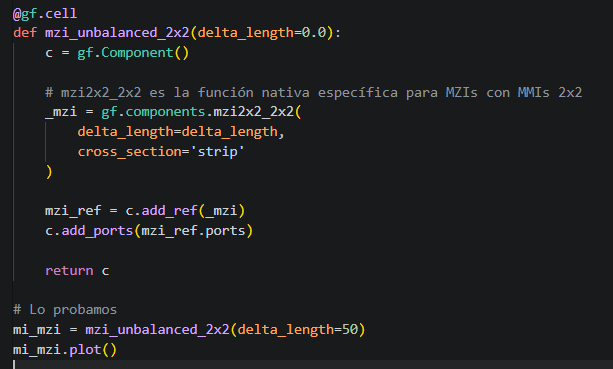 @gf.cell
def mzi_unbalanced_2x2(delta_length=0.0):
    c = gf.Component()
    # mzi2x2_2x2 es la función nativa específica para MZIs con MMIs 2x2
    _mzi = gf.components.mzi2x2_2x2(
        delta_length=delta_length,
        cross_section='strip'
    )
    mzi_ref = c.add_ref(_mzi)
    c.add_ports(mzi_ref.ports)
    return c
# Lo probamos
mi_mzi = mzi_unbalanced_2x2(delta_length=50)
mi_mzi.plot()